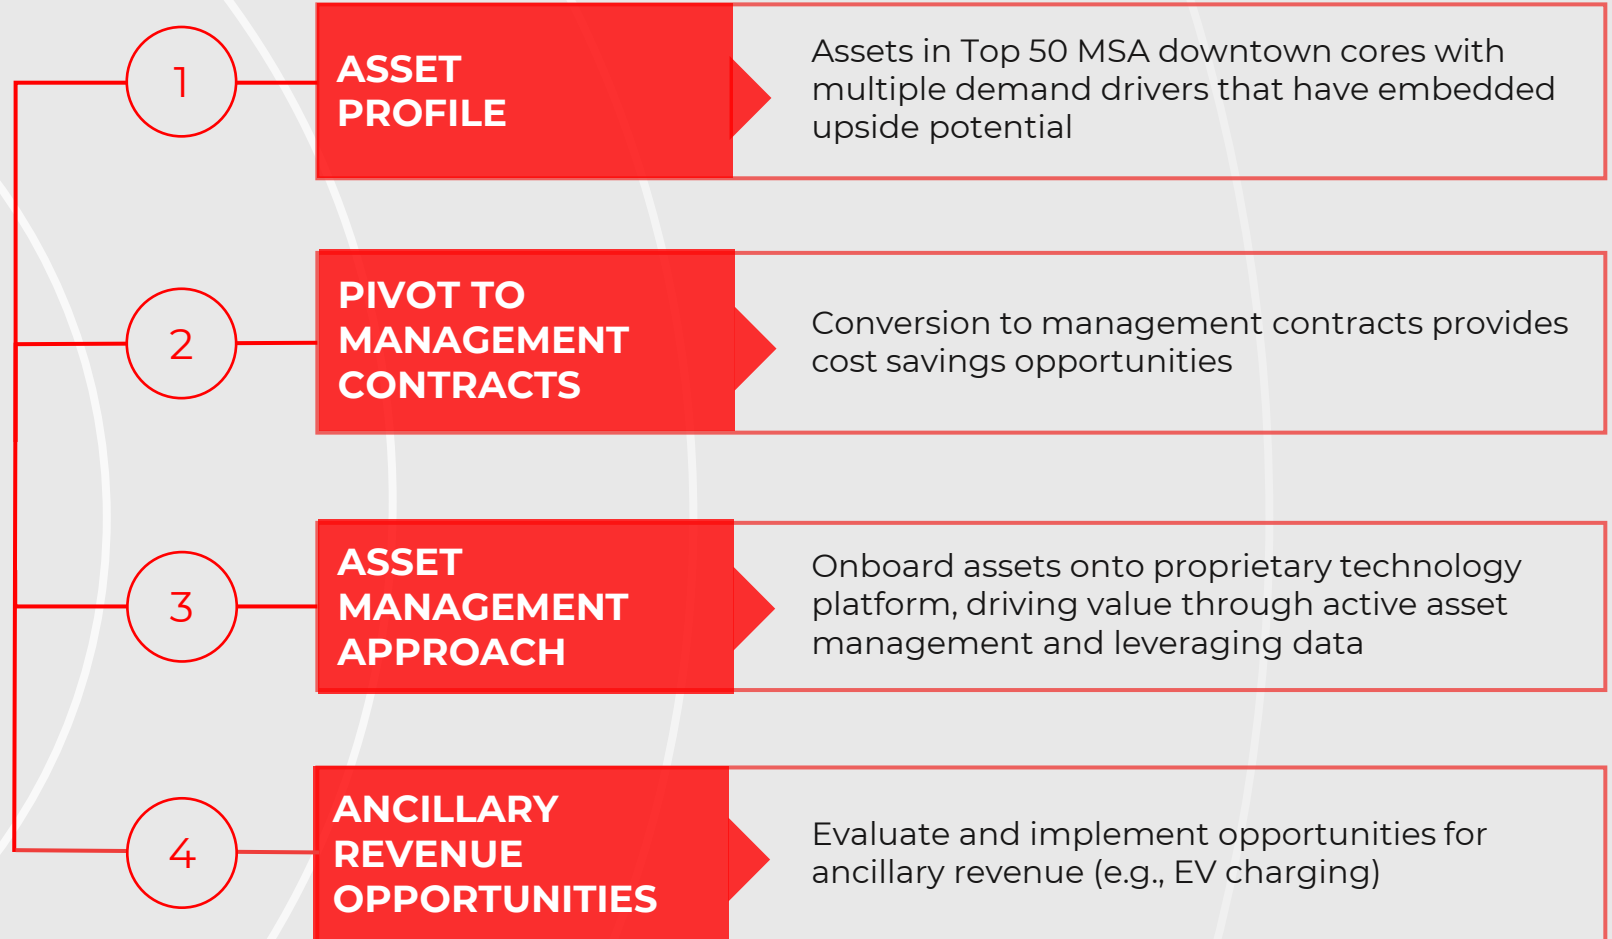 1
ASSET
PROFILE
Assets in Top 50 MSA downtown cores with
multiple demand drivers that have embedded
upside potential
2
PIVOT TO
MANAGEMENT
CONTRACTS
Conversion to management contracts provides
cost savings opportunities
3
ASSET
MANAGEMENT
APPROACH
Onboard assets onto proprietary technology
platform, driving value through active asset
management and leveraging data
4
ANCILLARY
REVENUE
OPPORTUNITIES
Evaluate and implement opportunities for
ancillary revenue (e.g., EV charging)